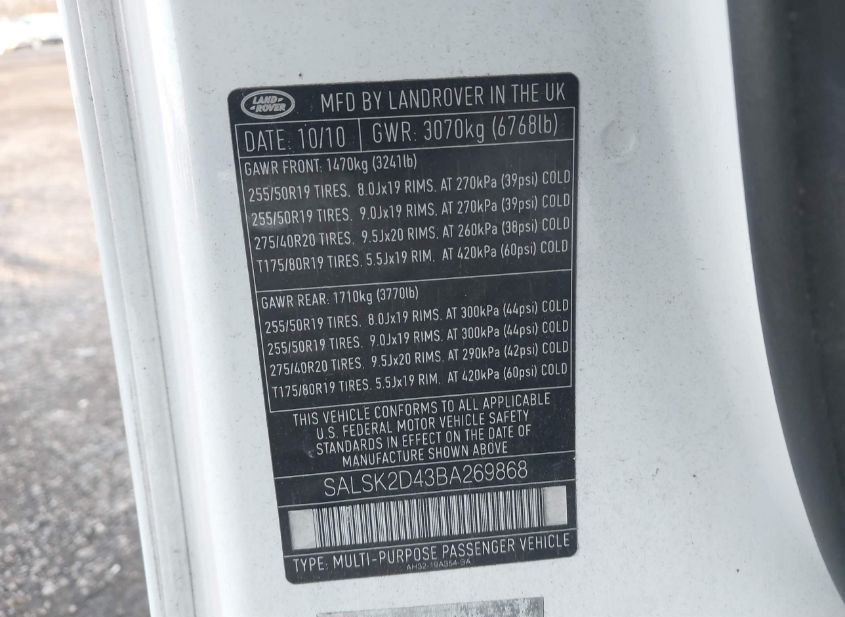 LAND ROVER MFD BY LANDROVER IN THE UK
DATE: 10/10 GWR: 3070kg (6768lb)
GAWR FRONT: 1470kg (3241lb)
255/50R19 TIRES. 8.0Jx19 RIMS. AT 270kPa (39psi) COLD
255/50R19 TIRES. 9.0Jx19 RIMS. AT 270kPa (39psi) COLD
275/40R20 TIRES. 9.5Jx20 RIMS. AT 260kPa (38psi) COLD
T175/80R19 TIRES. 5.5Jx19 RIM. AT 420kPa (60psi) COLD
GAWR REAR: 1710kg (3770lb)
255/50R19 TIRES. 8.0Jx19 RIMS. AT 300kPa (44psi) COLD
255/50R19 TIRES. 9.0Jx19 RIMS. AT 300kPa (44psi) COLD
275/40R20 TIRES. 9.5Jx20 RIMS. AT 290kPa (42psi) COLD
T175/80R19 TIRES. 5.5Jx19 RIM. AT 420kPa (60psi) COLD
THIS VEHICLE CONFORMS TO ALL APPLICABLE
U.S. FEDERAL MOTOR VEHICLE SAFETY
STANDARDS IN EFFECT ON THE DATE OF
MANUFACTURE SHOWN ABOVE
SALSK2D43BA269868
TYPE: MULTI-PURPOSE PASSENGER VEHICLE